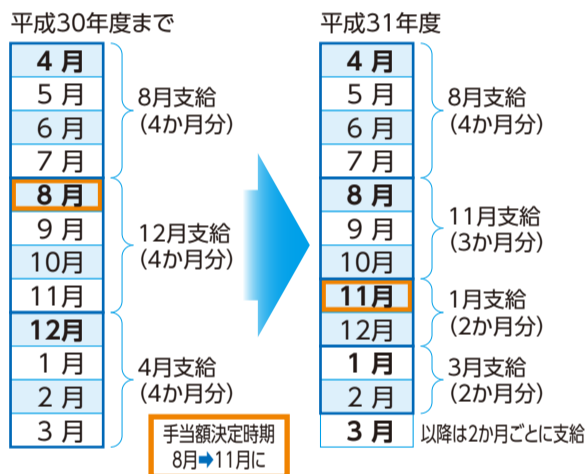 平成30年度まで
4月
5月
6月
7月
8月
9月
10月
11月
12月
1月
2月
3月
8月支給
(4か月分)
12月支給
(4か月分)
4月支給
(4か月分)
手当額決定時期
8月➡11月に
平成31年度
4月
5月
6月
7月
8月
9月
10月
11月
12月
1月
2月
3月
8月支給
(4か月分)
11月支給
(3か月分)
1月支給
(2か月分)
3月支給
(2か月分)
以降は2か月ごとに支給